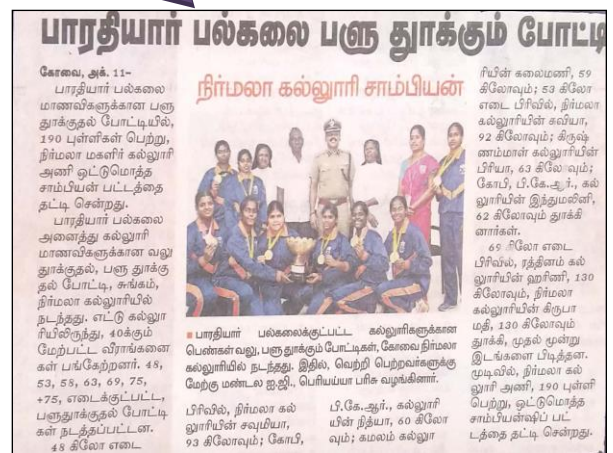 பாரதியார் பல்கலை பளு தூக்கும் போட்டி
நிர்மலா கல்லூரி சாம்பியன்
கோவை, அக். 11–
பாரதியார் பல்கலை
மாணவிகளுக்கான பளு
தூக்குதல் போட்டியில்,
190 புள்ளிகள் பெற்று,
நிர்மலா மகளிர் கல்லூரி
அணி ஒட்டுமொத்த
சாம்பியன் பட்டத்தை
தட்டி சென்றது.
பாரதியார் பல்கலை
அனைத்து கல்லூரி
மாணவிகளுக்கான வலு
தூக்குதல், பளு தூக்கு
தல் போட்டி, சுங்கம்,
நிர்மலா கல்லூரியில்
நடந்தது. எட்டு கல்லூ
ரியிலிருந்து, 40க்கும்
மேற்பட்ட வீராங்கனை
கள் பங்கேற்றனர். 48,
53, 58, 63, 69, 75,
+75, எடைக்குட்பட்ட,
பளுதூக்குதல் போட்டி
கள் நடத்தப்பட்டன.
48 கிலோ எடை
பிரிவில், நிர்மலா கல்
லூரியின் சவுமியா,
93 கிலோவும்; கோபி,
பி.கே.ஆர்., கல்லூரி
யின் நித்யா, 60 கிலோ
வும்; கமலம் கல்லூ
ரியின் கலைமணி, 59
கிலோவும்; 53 கிலோ
எடை பிரிவில், நிர்மலா
கல்லூரியின் கவியா,
92 கிலோவும்; கிருஷ்
ணம்மாள் கல்லூரியின்
பிரியா, 63 கிலோவும்;
கோபி, பி.கே.ஆர்., கல்
லூரியின் இந்துமலினி,
62 கிலோவும் தூக்கி
னார்கள்.
69 கிலோ எடை
பிரிவில், ரத்தினம் கல்
லூரியின் ஹரிணி, 130
கிலோவும், நிர்மலா
கல்லூரியின் கிருபா
மதி, 130 கிலோவும்
தூக்கி, முதல் மூன்று
இடங்களை பிடித்தன.
முடிவில், நிர்மலா கல்
லூரி அணி, 190 புள்ளி
பெற்று, ஒட்டுமொத்த
சாம்பியன்ஷிப் பட்
டத்தை தட்டி சென்றது.
பாரதியார் பல்கலைக்குட்பட்ட கல்லூரிகளுக்கான
பெண்கள் வலு, பளு தூக்கும் போட்டிகள், கோவை நிர்மலா
கல்லூரியில் நடந்தது. இதில், வெற்றி பெற்றவர்களுக்கு
மேற்கு மண்டல ஐ.ஜி., பெரியய்யா பரிசு வழங்கினார்.